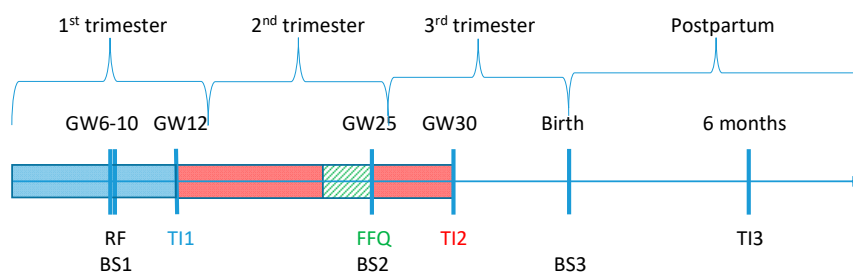 1st trimester 2nd trimester 3rd trimester Postpartum
GW6-10 GW12 GW25 GW30 Birth 6 months
RF TI1 FFQ TI2 TI3
BS1 BS2 BS3